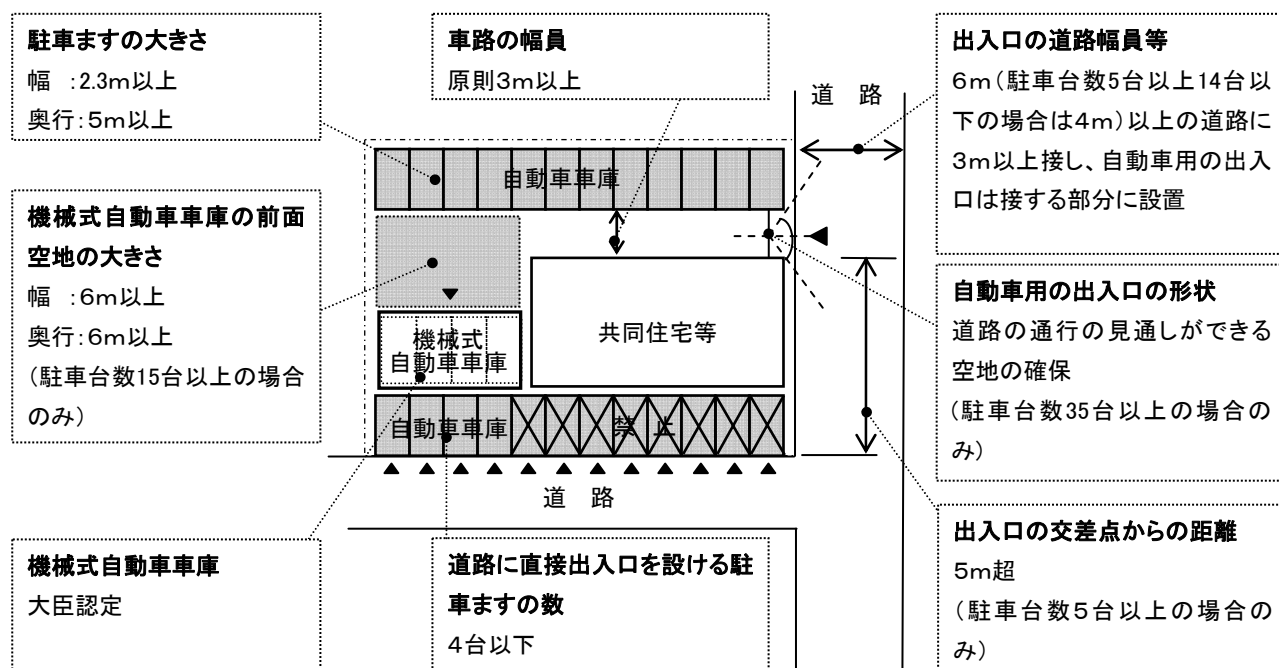 駐車ますの大きさ
幅　：2.3m以上
奥行：5m以上
車路の幅員
原則3m以上
出入口の道路幅員等
6m（駐車台数5台以上14台以
下の場合は4m）以上の道路に
3m以上接し、自動車用の出入
口は接する部分に設置
道　路
自動車車庫
機械式自動車車庫の前面
空地の大きさ
幅　：6m以上
奥行：6m以上
（駐車台数15台以上の場合
のみ）
機械式
自動車車庫
共同住宅等
自動車用の出入口の形状
道路の通行の見通しができる
空地の確保
（駐車台数35台以上の場合の
み）
自動車車庫
禁　止
道　路
機械式自動車車庫
大臣認定
道路に直接出入口を設ける駐
車ますの数
4台以下
出入口の交差点からの距離
5m超
（駐車台数5台以上の場合の
み）